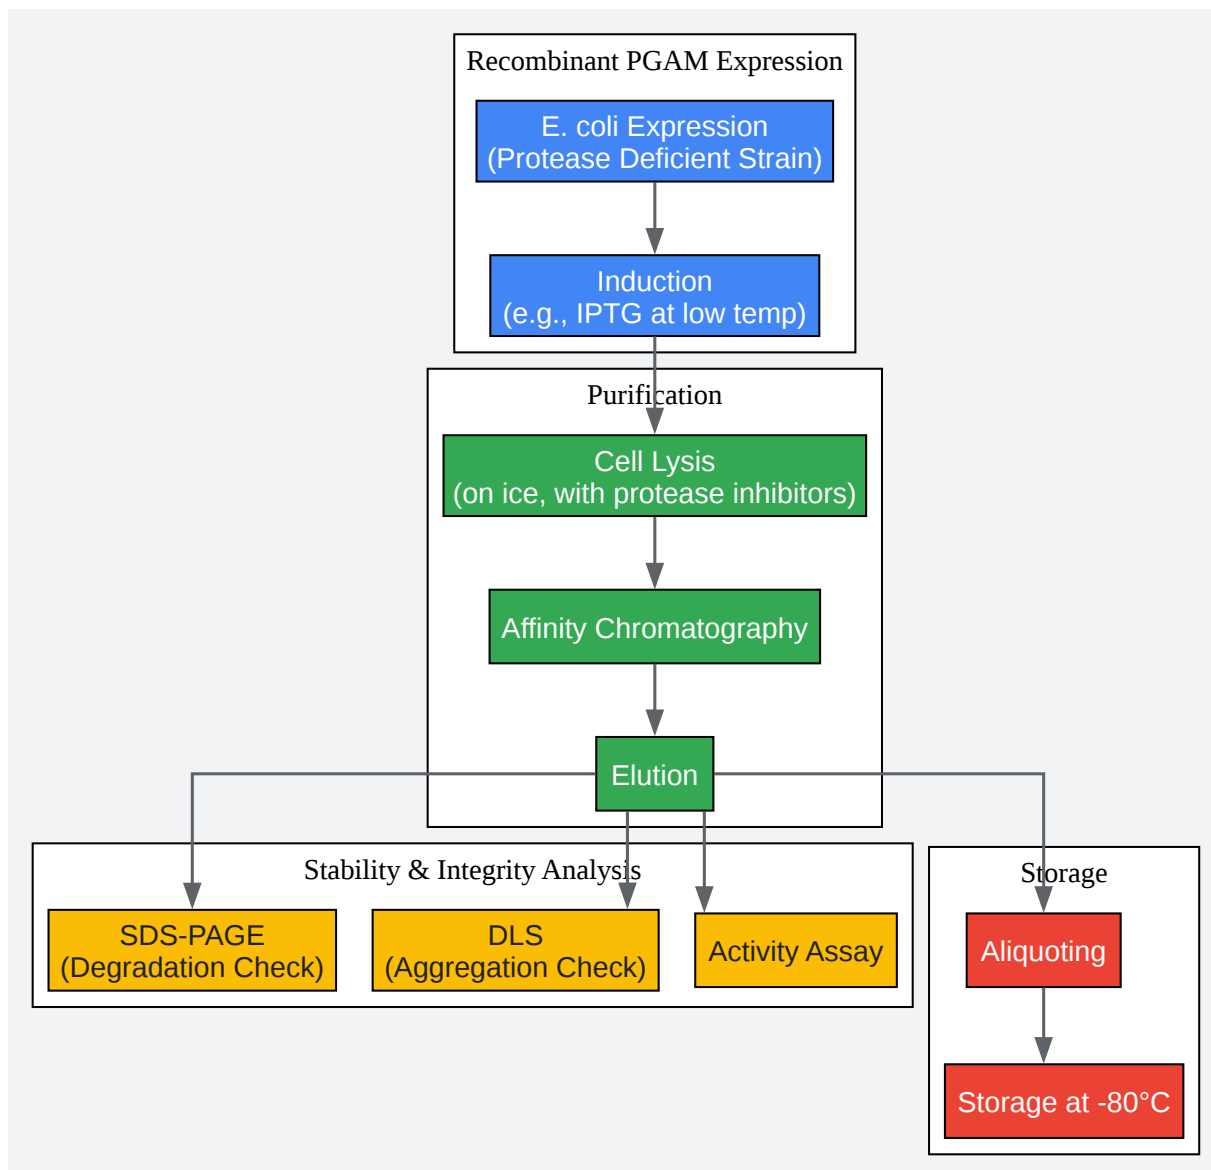 Recombinant PGAM Expression
E. coli Expression
(Protease Deficient Strain)
Induction
(e.g., IPTG at low temp)
Purification
Cell Lysis
(on ice, with protease inhibitors)
Affinity Chromatography
Elution
Stability & Integrity Analysis
SDS-PAGE
(Degradation Check)
DLS
(Aggregation Check)
Activity Assay
Storage
Aliquoting
Storage at -80°C